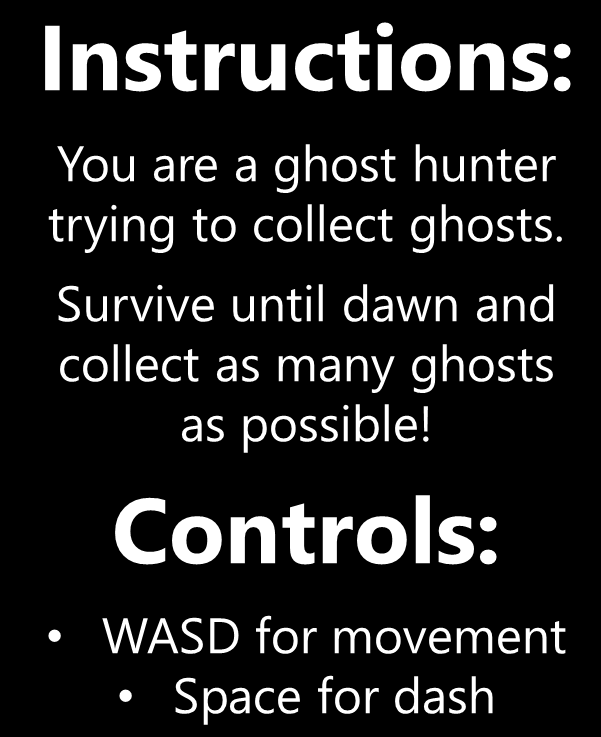 Instructions:
You are a ghost hunter
trying to collect ghosts.
Survive until dawn and
collect as many ghosts
as possible!
Controls:
• WASD for movement
• Space for dash